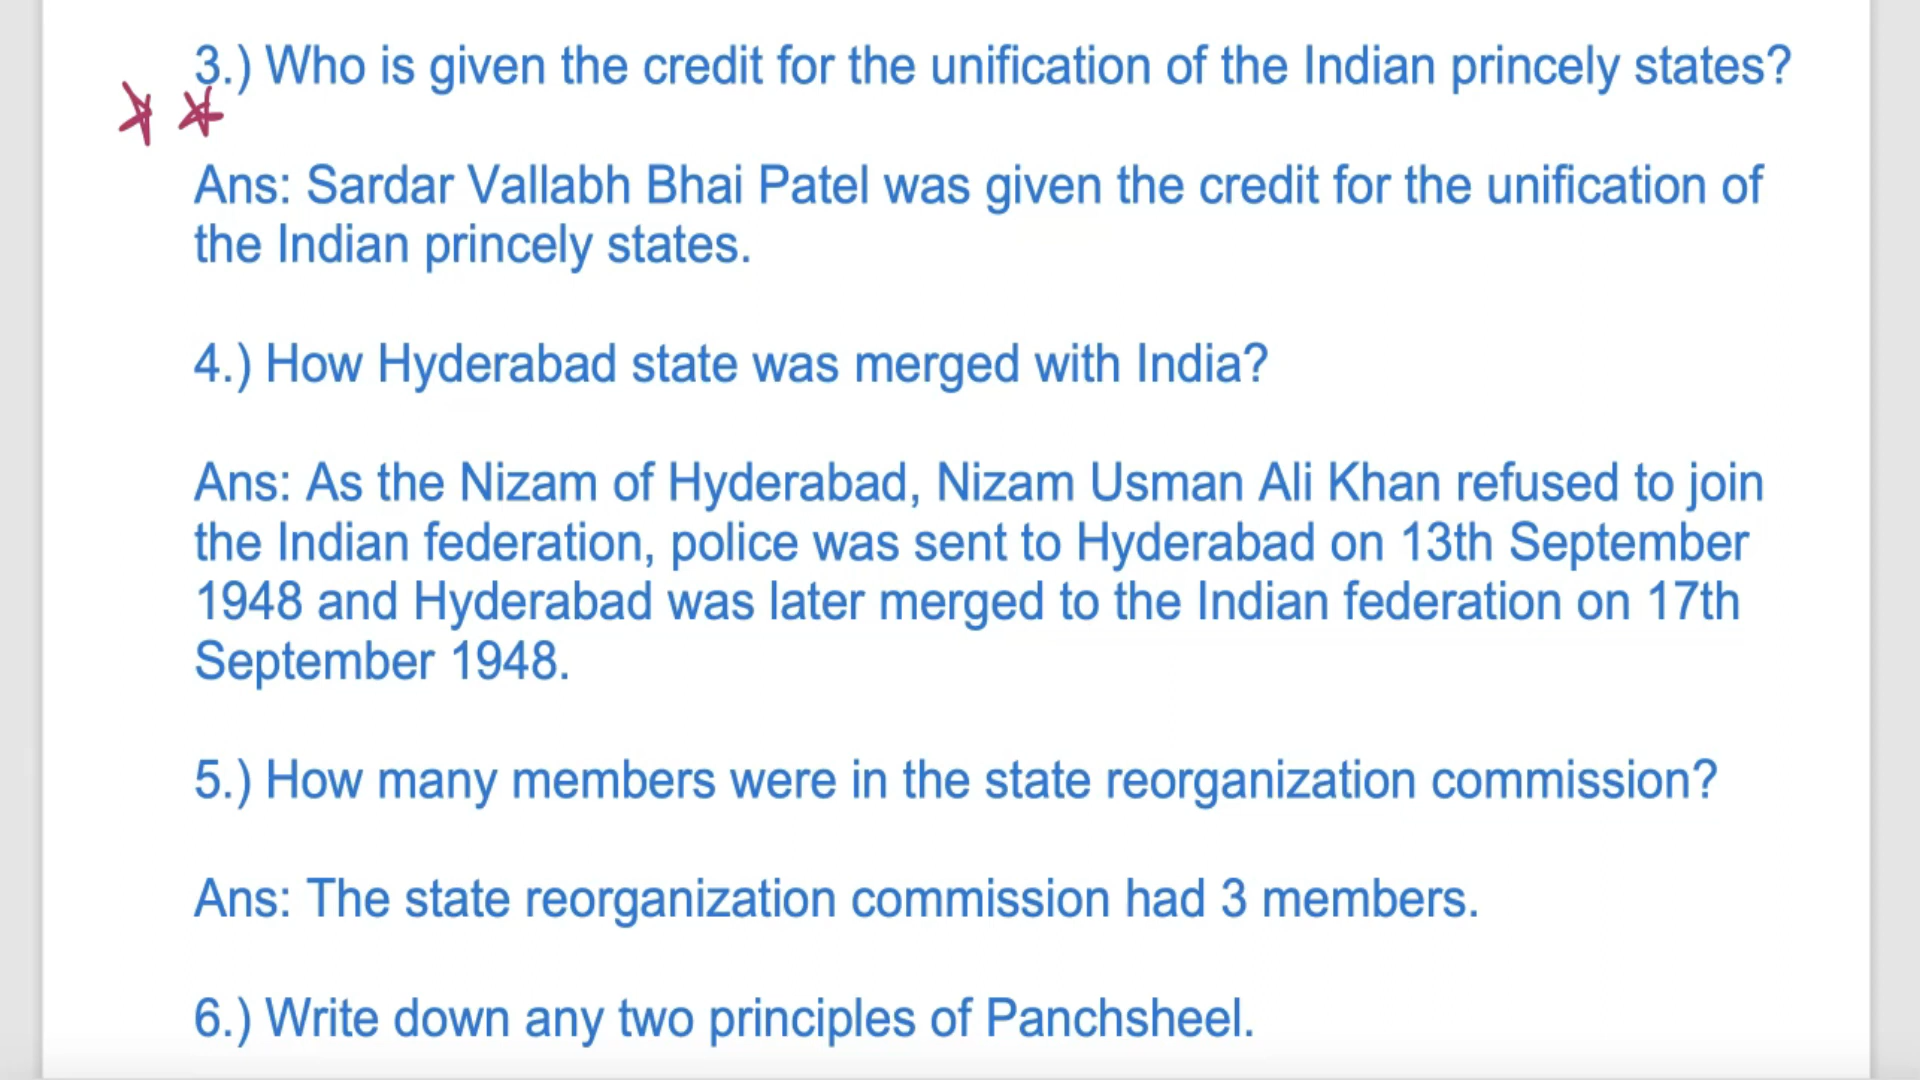 3.) Who is given the credit for the unification of the Indian princely states?
Ans: Sardar Vallabh Bhai Patel was given the credit for the unification of
the Indian princely states.
4.) How Hyderabad state was merged with India?
Ans: As the Nizam of Hyderabad, Nizam Usman Ali Khan refused to join
the Indian federation, police was sent to Hyderabad on 13th September
1948 and Hyderabad was later merged to the Indian federation on 17th
September 1948.
5.) How many members were in the state reorganization commission?
Ans: The state reorganization commission had 3 members.
6.) Write down any two principles of Panchsheel.